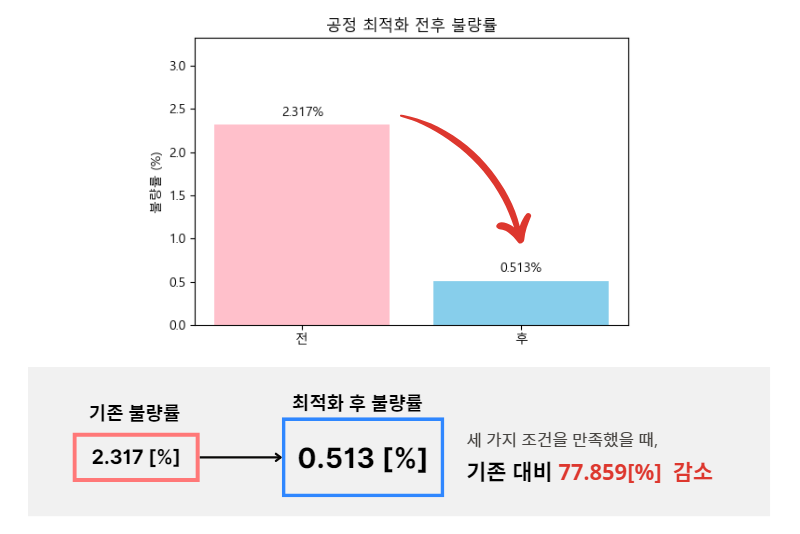 공정 최적화 전후 불량률
3.0
2.5
2.0
1.5
1.0
0.5
0.0
불량률 (%)
2.317%
0.513%
전
후
기존 불량률
2.317 [%]
최적화 후 불량률
0.513 [%]
세 가지 조건을 만족했을 때,
기존 대비 77.859[%] 감소